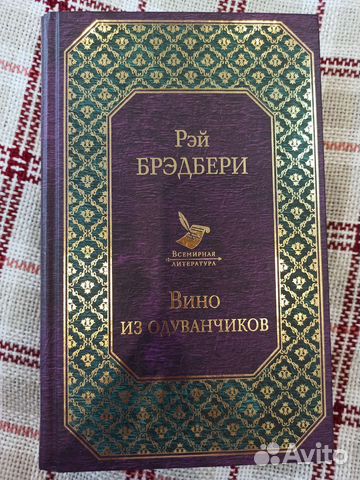 Рэй
БРЭДБЕРИ
Всемирная
литература
Вино
из одуванчиков
Avito